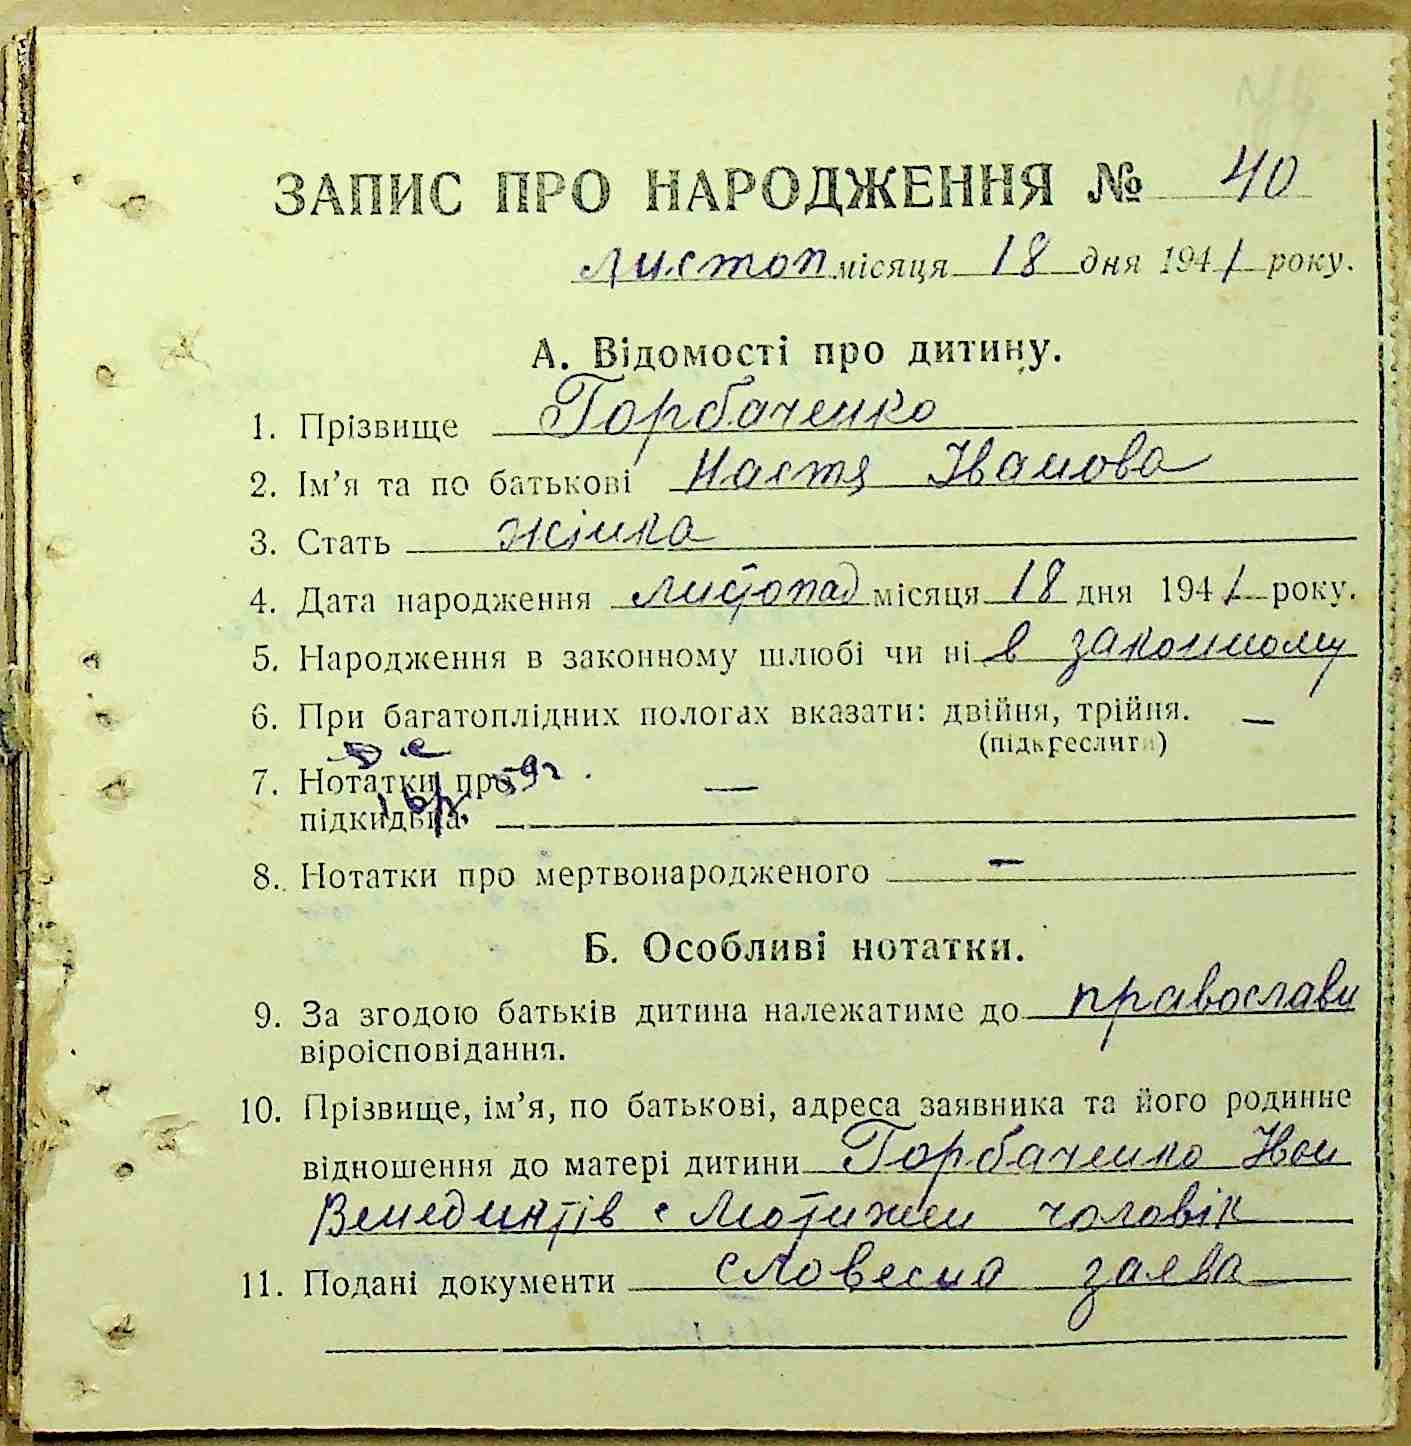 ЗАПИС ПРО НАРОДЖЕННЯ № 40
листоп місяця 18 дня 1941 року.
А. Відомості про дитину.
1. Прізвище Горбаченко
2. Ім'я та по батькові Настя Іванова
3. Стать жінка
4. Дата народження листопад місяця 18 дня 1941 року.
5. Народження в законному шлюбі чи ні в законному
6. При багатоплідних пологах вказати: двійня, трійня. —
(підкреслити)
7. Нотатки про —
підкидька
8. Нотатки про мертвонародженого —
Б. Особливі нотатки.
9. За згодою батьків дитина належатиме до православн
віроісповідання.
10. Прізвище, ім'я, по батькові, адреса заявника та його родинне
відношення до матері дитини Горбаченко Іван
Венедиктів с Мотижен чоловік
11. Подані документи словесна заява